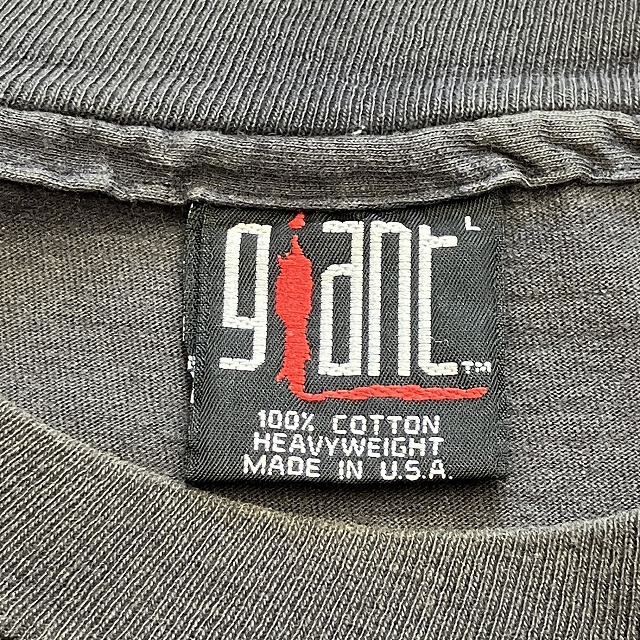 giant L
™
100% COTTON
HEAVYWEIGHT
MADE IN U.S.A.